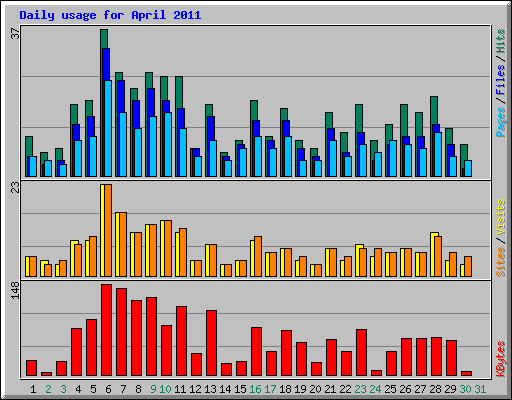 Daily usage for April 2011
37
Pages / Files / Hits
23
Sites / Visits
148
KBytes
1 2 3 4 5 6 7 8 9 10 11 12 13 14 15 16 17 18 19 20 21 22 23 24 25 26 27 28 29 30 31